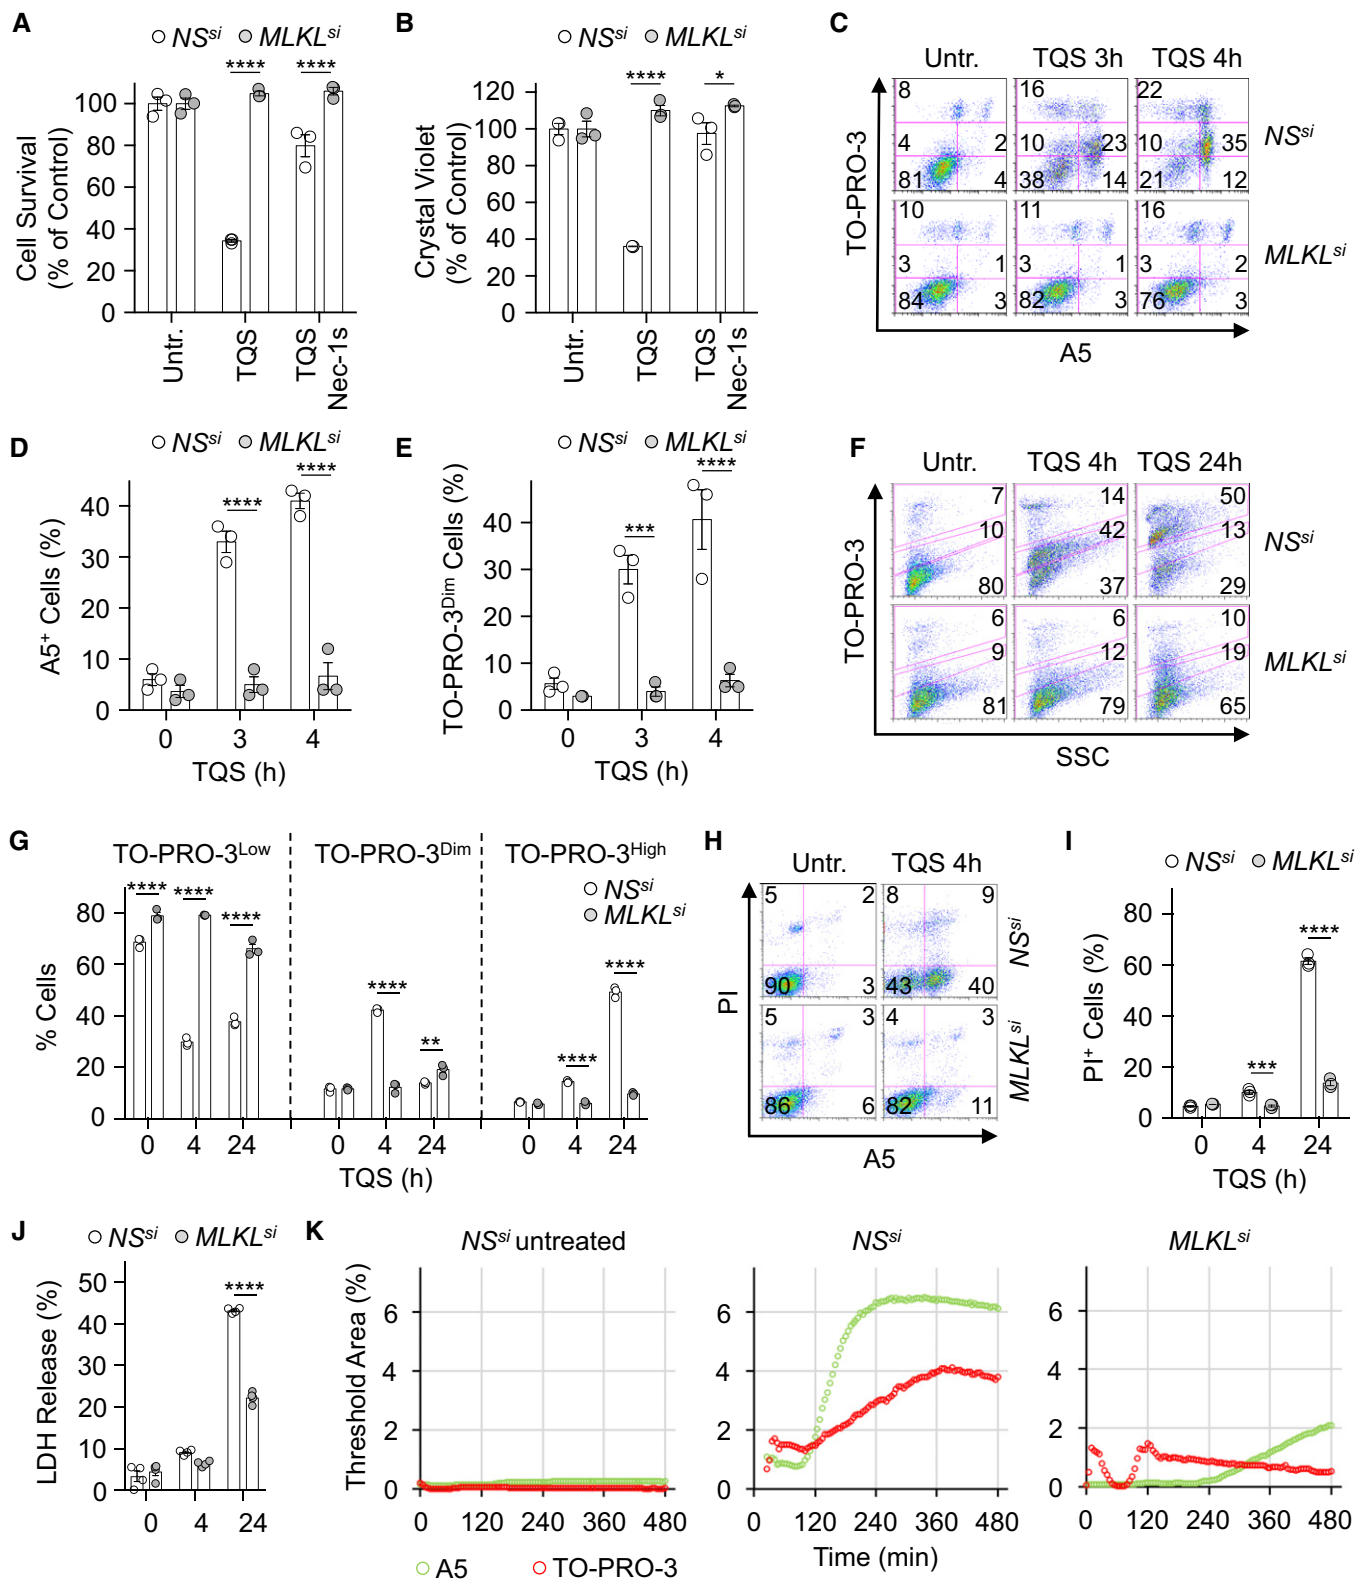 A
○ NSsi ● MLKLsi
Cell Survival
(% of Control)
100
80
60
40
20
0
****
****
Untr.
TQS
TQS
Nec-1s
B
○ NSsi ● MLKLsi
Crystal Violet
(% of Control)
120
100
80
60
40
20
0
****
*
Untr.
TQS
TQS
Nec-1s
C
Untr. TQS 3h TQS 4h
TO-PRO-3
8 16 22
4 2 10 23 10 35
81 4 38 14 21 12
NSsi
10 11 16
3 1 3 1 3 2
84 3 82 3 76 3
MLKLsi
A5
D
○ NSsi ● MLKLsi
A5+ Cells (%)
40
30
20
10
0
****
****
0 3 4
TQS (h)
E
○ NSsi ● MLKLsi
TO-PRO-3Dim Cells (%)
40
30
20
10
0
***
****
0 3 4
TQS (h)
F
Untr. TQS 4h TQS 24h
TO-PRO-3
7 14 50
10 42 13
80 37 29
NSsi
6 6 10
9 12 19
81 79 65
MLKLsi
SSC
G
TO-PRO-3Low TO-PRO-3Dim TO-PRO-3High
○ NSsi
● MLKLsi
% Cells
80
60
40
20
0
**** **** ****
**** **
**** ****
0 4 24 0 4 24 0 4 24
TQS (h)
H
Untr. TQS 4h
PI
5 2 8 9
90 3 43 40
NSsi
5 3 4 3
86 6 82 11
MLKLsi
A5
I
○ NSsi ● MLKLsi
PI+ Cells (%)
80
60
40
20
0
***
****
0 4 24
TQS (h)
J
○ NSsi ● MLKLsi
LDH Release (%)
50
40
30
20
10
0
****
0 4 24
K
NSsi untreated NSsi MLKLsi
Threshold Area (%)
6 6 6
4 4 4
2 2 2
0 0 0
0 120 240 360 480 0 120 240 360 480 0 120 240 360 480
Time (min)
○ A5 ○ TO-PRO-3